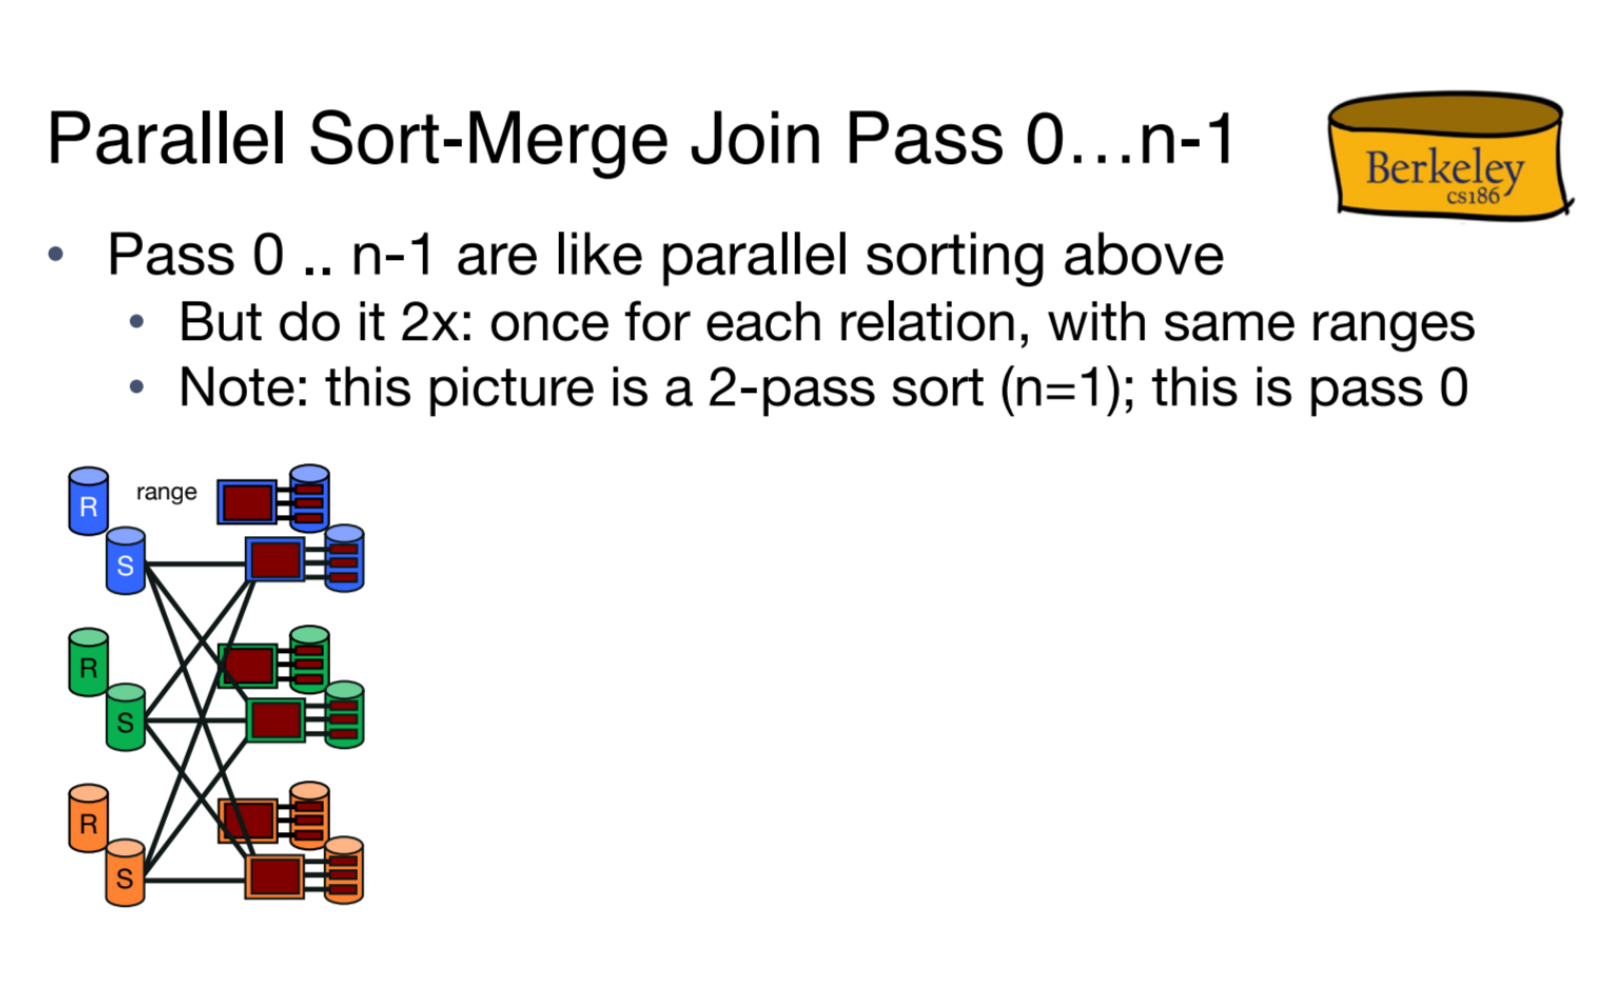 Parallel Sort-Merge Join Pass 0…n-1
Berkeley
cs186
• Pass 0 .. n-1 are like parallel sorting above
• But do it 2x: once for each relation, with same ranges
• Note: this picture is a 2-pass sort (n=1); this is pass 0
R
range
S
R
S
R
S